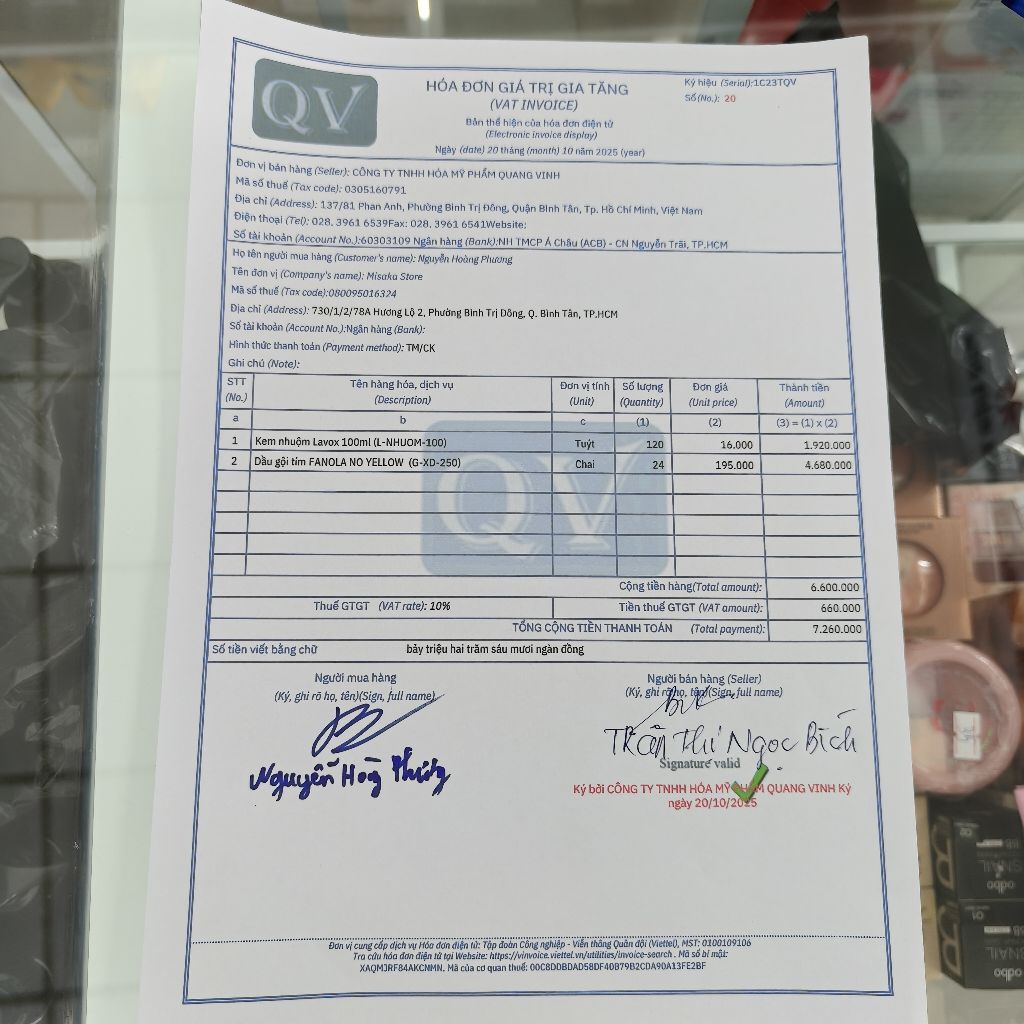 QV
HÓA ĐƠN GIÁ TRỊ GIA TĂNG
(VAT INVOICE)
Bản thể hiện của hóa đơn điện tử
(Electronic invoice display)
Ngày (date) 20 tháng (month) 10 năm 2025 (year)
Ký hiệu (Serial):1C23TQV
Số(No.): 20
Đơn vị bán hàng (Seller): CÔNG TY TNHH HÓA MỸ PHẨM QUANG VINH
Mã số thuế (Tax code): 0305160791
Địa chỉ (Address): 137/81 Phan Anh, Phường Bình Trị Đông, Quận Bình Tân, Tp. Hồ Chí Minh, Việt Nam
Điện thoại (Tel): 028. 3961 6539Fax: 028. 3961 6541Website:
Số tài khoản (Account No.):60303109 Ngân hàng (Bank):NH TMCP Á Châu (ACB) - CN Nguyễn Trãi, TP.HCM
Họ tên người mua hàng (Customer's name): Nguyễn Hoàng Phương
Tên đơn vị (Company's name): Misaka Store
Mã số thuế (Tax code):080095016324
Địa chỉ (Address): 730/1/2/78A Hương Lộ 2, Phường Bình Trị Đông, Q. Bình Tân, TP.HCM
Số tài khoản (Account No.):Ngân hàng (Bank):
Hình thức thanh toán (Payment method): TM/CK
Ghi chú (Note):
STT (No.) Tên hàng hóa, dịch vụ (Description) Đơn vị tính (Unit) Số lượng (Quantity) Đơn giá (Unit price) Thành tiền (Amount)
a b c (1) (2) (3) = (1) x (2)
1 Kem nhuộm Lavox 100ml (L-NHUOM-100) Tuýt 120 16.000 1.920.000
2 Dầu gội tím FANOLA NO YELLOW (G-XD-250) Chai 24 195.000 4.680.000
QV
Cộng tiền hàng(Total amount): 6.600.000
Thuế GTGT (VAT rate): 10% Tiền thuế GTGT (VAT amount): 660.000
TỔNG CỘNG TIỀN THANH TOÁN (Total payment): 7.260.000
Số tiền viết bằng chữ bảy triệu hai trăm sáu mươi ngàn đồng
Người mua hàng
(Ký, ghi rõ họ, tên)(Sign, full name)
Nguyễn Hoàng Phương
Người bán hàng (Seller)
(Ký, ghi rõ họ, tên)(Sign, full name)
Trần Thị Ngọc Bích
Signature valid
Ký bởi CÔNG TY TNHH HÓA MỸ PHẨM QUANG VINH Ký
ngày 20/10/2025
Đơn vị cung cấp dịch vụ Hóa đơn điện tử: Tập đoàn Công nghiệp - Viễn thông Quân đội (Viettel), MST: 0100109106
Tra cứu hóa đơn điện tử tại Website: https://vinvoice.viettel.vn/utilities/invoice-search . Mã số bí mật:
XAQMJRF84AKCNMN. Mã của cơ quan thuế: 00C8D0BDAD58DF40B79B2CDA90A13FE2BF
odbo
odbo